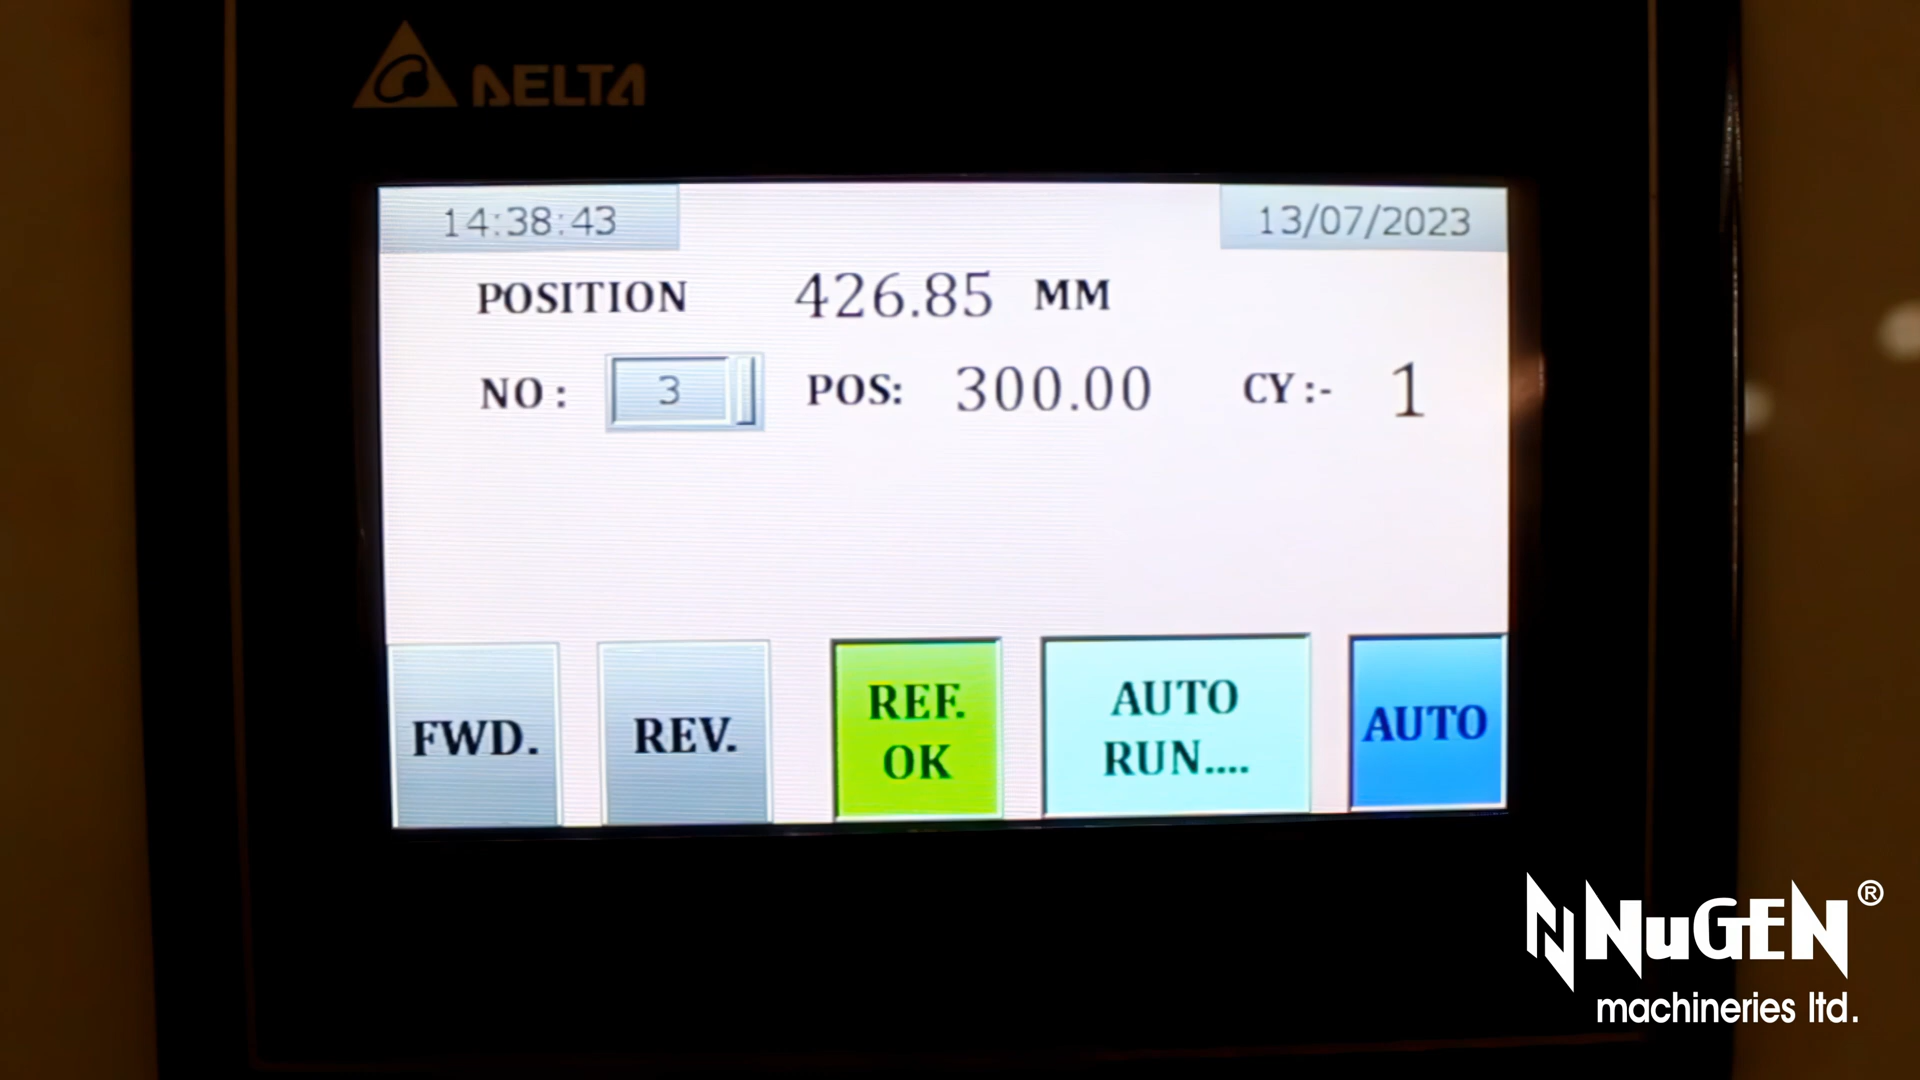 DELTA
14:38:43
13/07/2023
POSITION 426.85 MM
NO : 3 POS: 300.00 CY :- 1
FWD.
REV.
REF.
OK
AUTO
RUN....
AUTO
NuGEN®
machineries ltd.